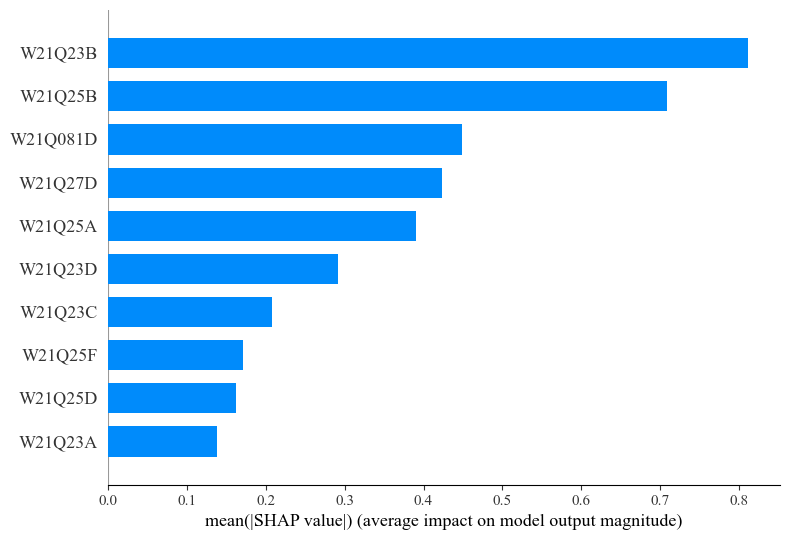 W21Q23B
W21Q25B
W21Q081D
W21Q27D
W21Q25A
W21Q23D
W21Q23C
W21Q25F
W21Q25D
W21Q23A
0.0 0.1 0.2 0.3 0.4 0.5 0.6 0.7 0.8
mean(|SHAP value|) (average impact on model output magnitude)